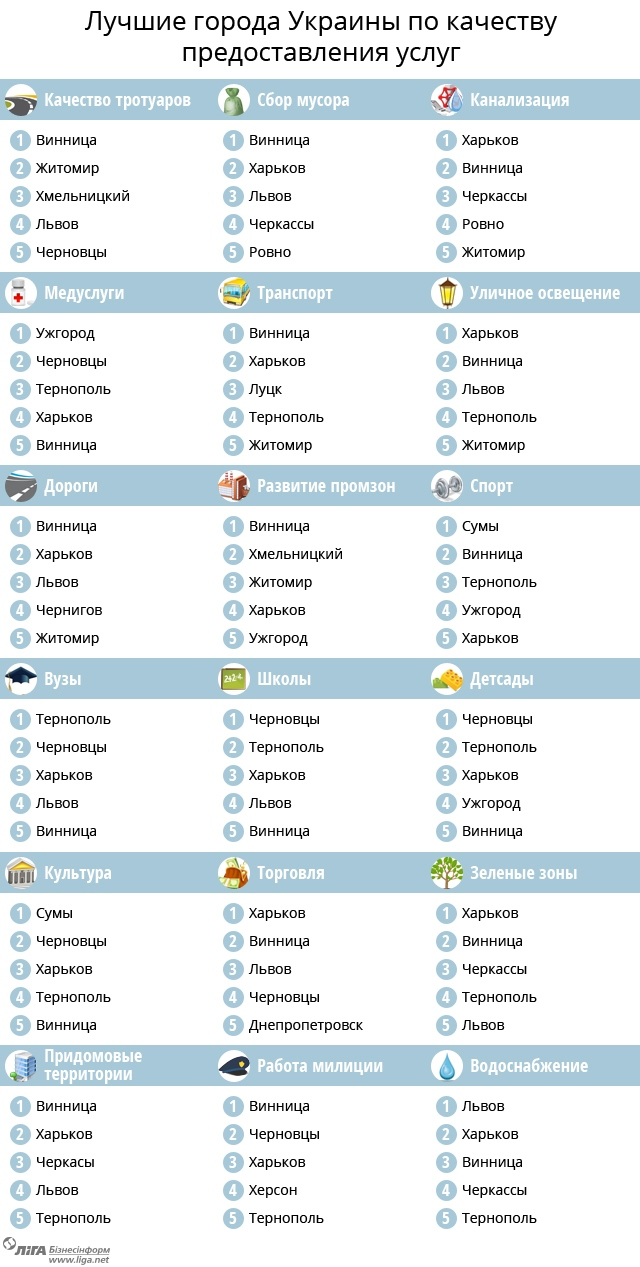 Лучшие города Украины по качеству
предоставления услуг
Качество тротуаров
1 Винница
2 Житомир
3 Хмельницкий
4 Львов
5 Черновцы
Сбор мусора
1 Винница
2 Харьков
3 Львов
4 Черкассы
5 Ровно
Канализация
1 Харьков
2 Винница
3 Черкассы
4 Ровно
5 Житомир
Медуслуги
1 Ужгород
2 Черновцы
3 Тернополь
4 Харьков
5 Винница
Транспорт
1 Винница
2 Харьков
3 Луцк
4 Тернополь
5 Житомир
Уличное освещение
1 Харьков
2 Винница
3 Львов
4 Тернополь
5 Житомир
Дороги
1 Винница
2 Харьков
3 Львов
4 Чернигов
5 Житомир
Развитие промзон
1 Винница
2 Хмельницкий
3 Житомир
4 Харьков
5 Ужгород
Спорт
1 Сумы
2 Винница
3 Тернополь
4 Ужгород
5 Харьков
Вузы
1 Тернополь
2 Черновцы
3 Харьков
4 Львов
5 Винница
Школы
1 Черновцы
2 Тернополь
3 Харьков
4 Львов
5 Винница
Детсады
1 Черновцы
2 Тернополь
3 Харьков
4 Ужгород
5 Винница
Культура
1 Сумы
2 Черновцы
3 Харьков
4 Тернополь
5 Винница
Торговля
1 Харьков
2 Винница
3 Львов
4 Черновцы
5 Днепропетровск
Зеленые зоны
1 Харьков
2 Винница
3 Черкассы
4 Тернополь
5 Львов
Придомовые
территории
1 Винница
2 Харьков
3 Черкасы
4 Львов
5 Тернополь
Работа милиции
1 Винница
2 Черновцы
3 Харьков
4 Херсон
5 Тернополь
Водоснабжение
1 Львов
2 Харьков
3 Винница
4 Черкассы
5 Тернополь
ЛІГА Бізнесінформ
www.liga.net